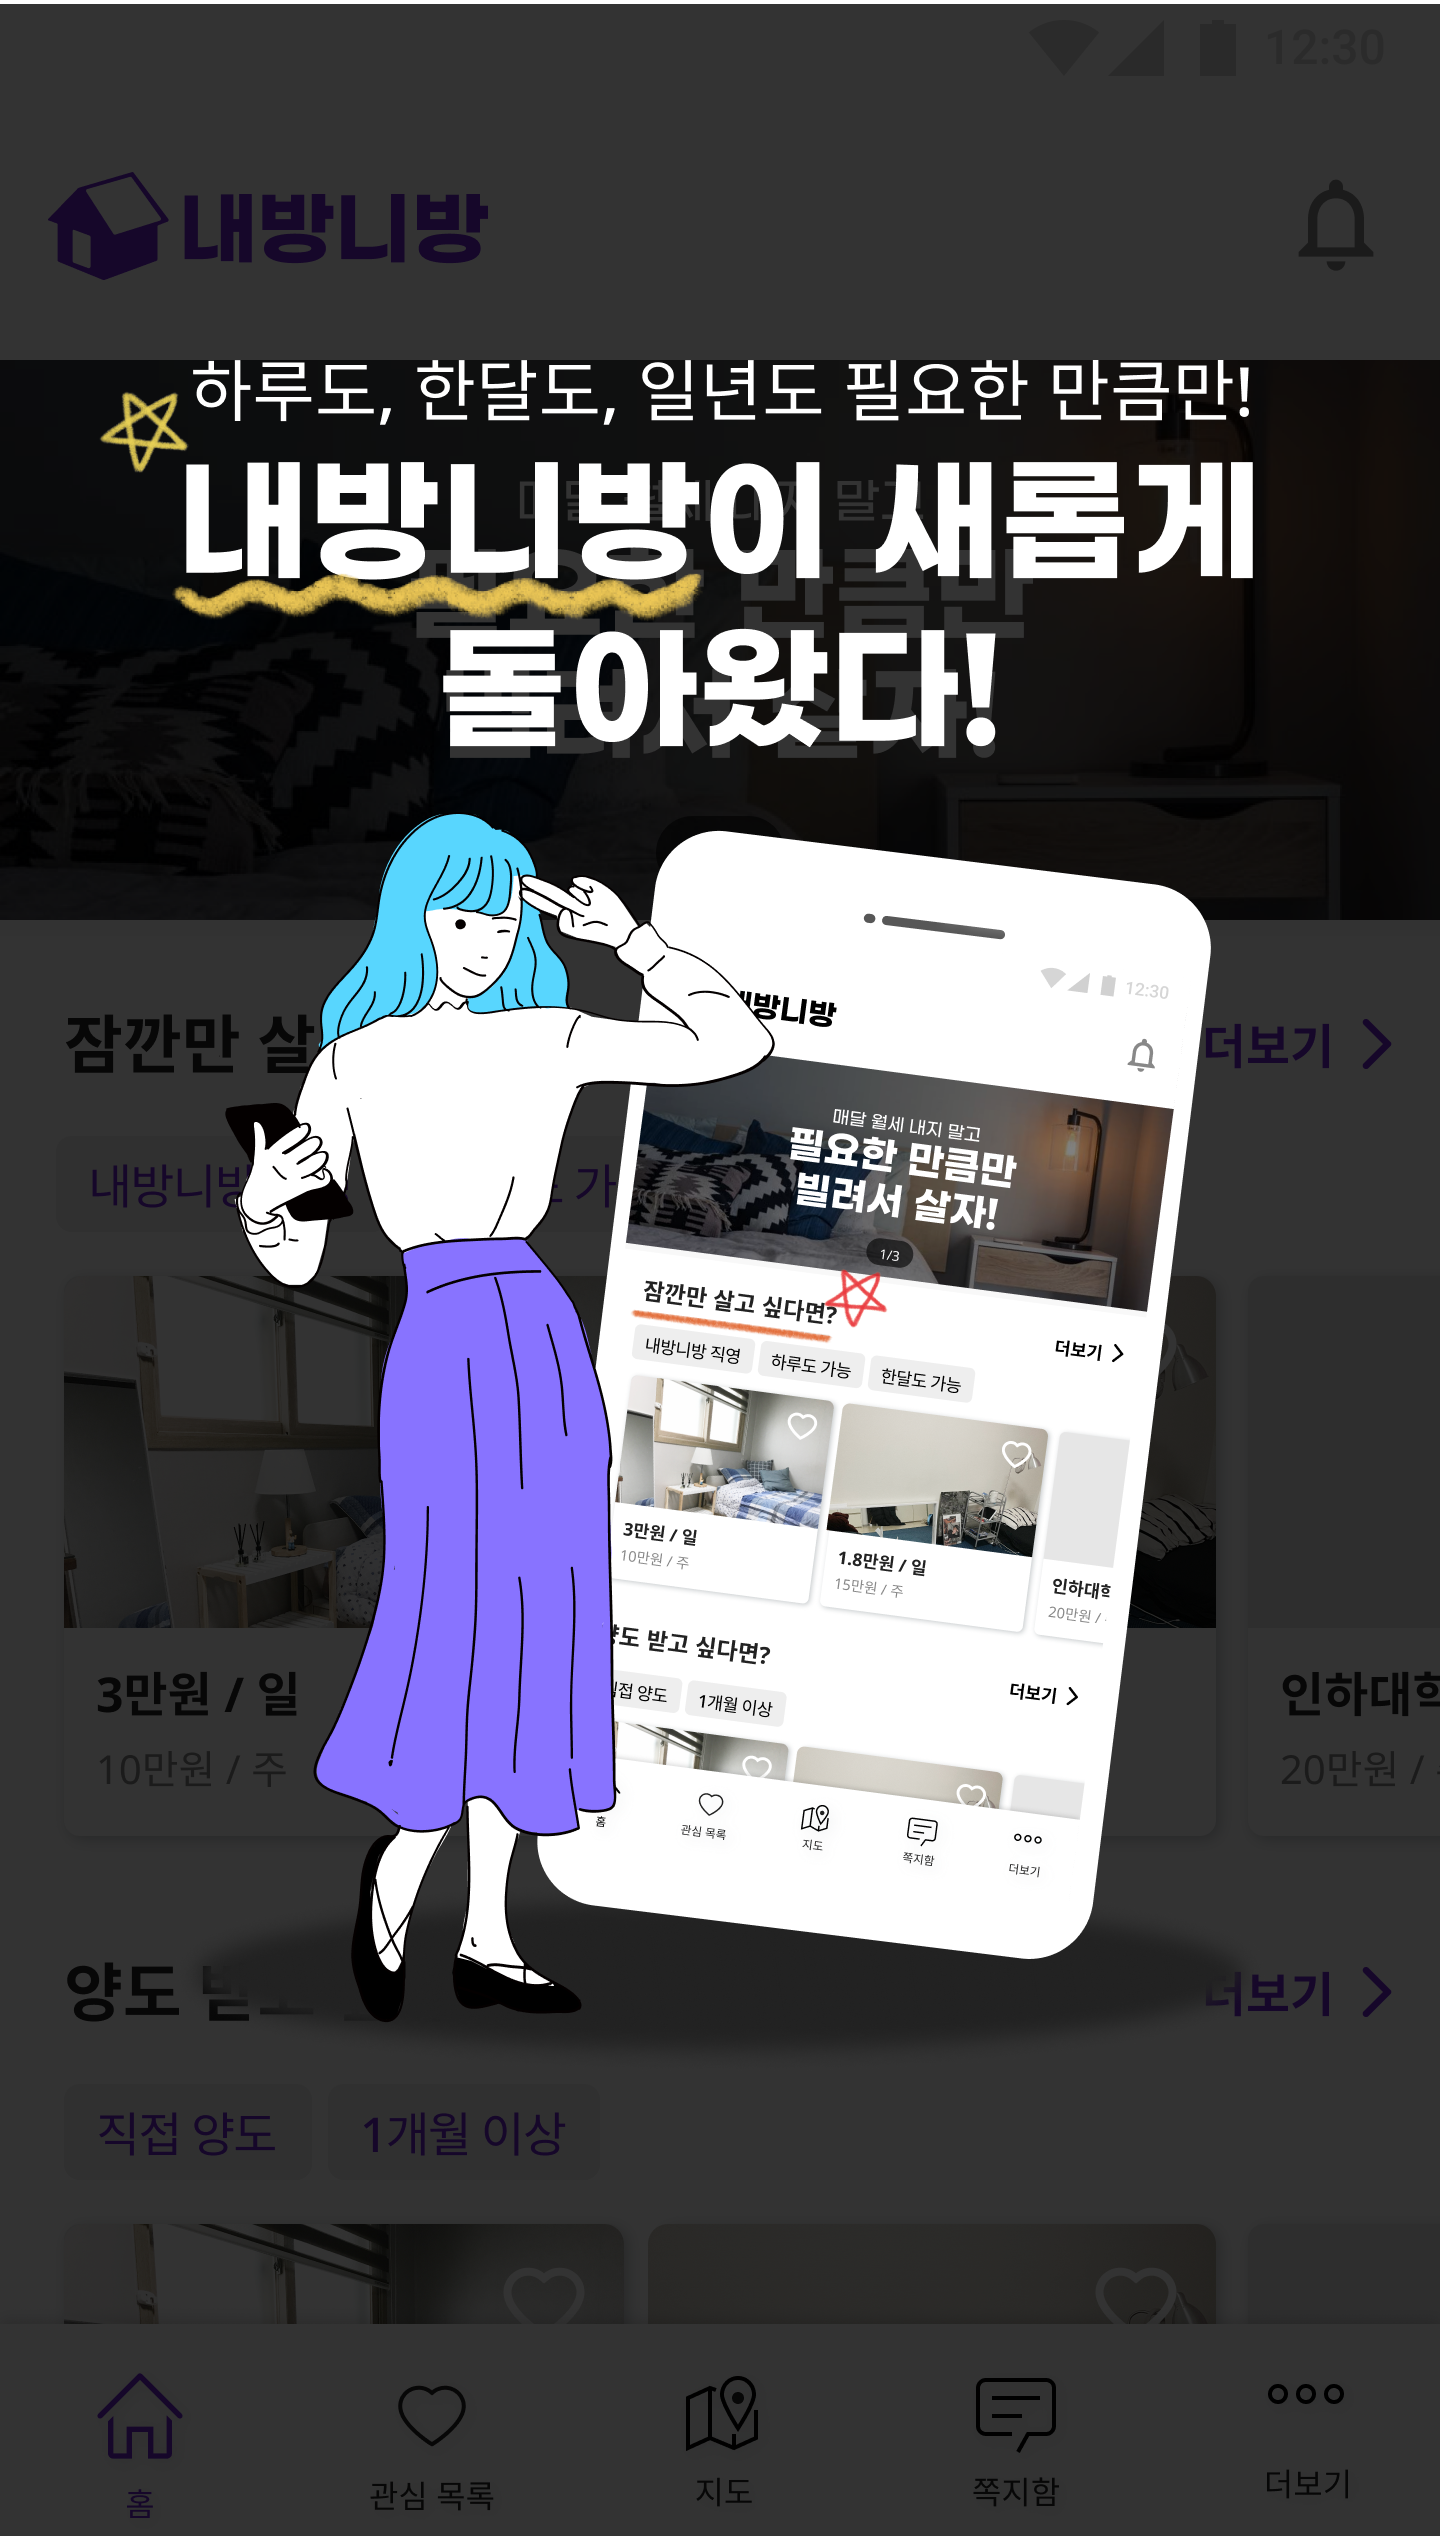 12:30
내방니방
하루도, 한달도, 일년도 필요한 만큼만!
내방니방이 새롭게
돌아왔다!
12:30
내방니방
매달 월세 내지 말고
필요한 만큼만
빌려서 살자!
1/3
잠깐만 살고 싶다면?
더보기
내방니방 직영
하루도 가능
한달도 가능
3만원 / 일
10만원 / 주
1.8만원 / 일
15만원 / 주
인하대학
20만원 /
양도 받고 싶다면?
직접 양도
1개월 이상
더보기
홈
관심 목록
지도
쪽지함
더보기
잠깐만 살
더보기
내방니방
가
3만원 / 일
10만원 / 주
인하대학
20만원 /
양도 받고
더보기
직접 양도
1개월 이상
홈
관심 목록
지도
쪽지함
더보기